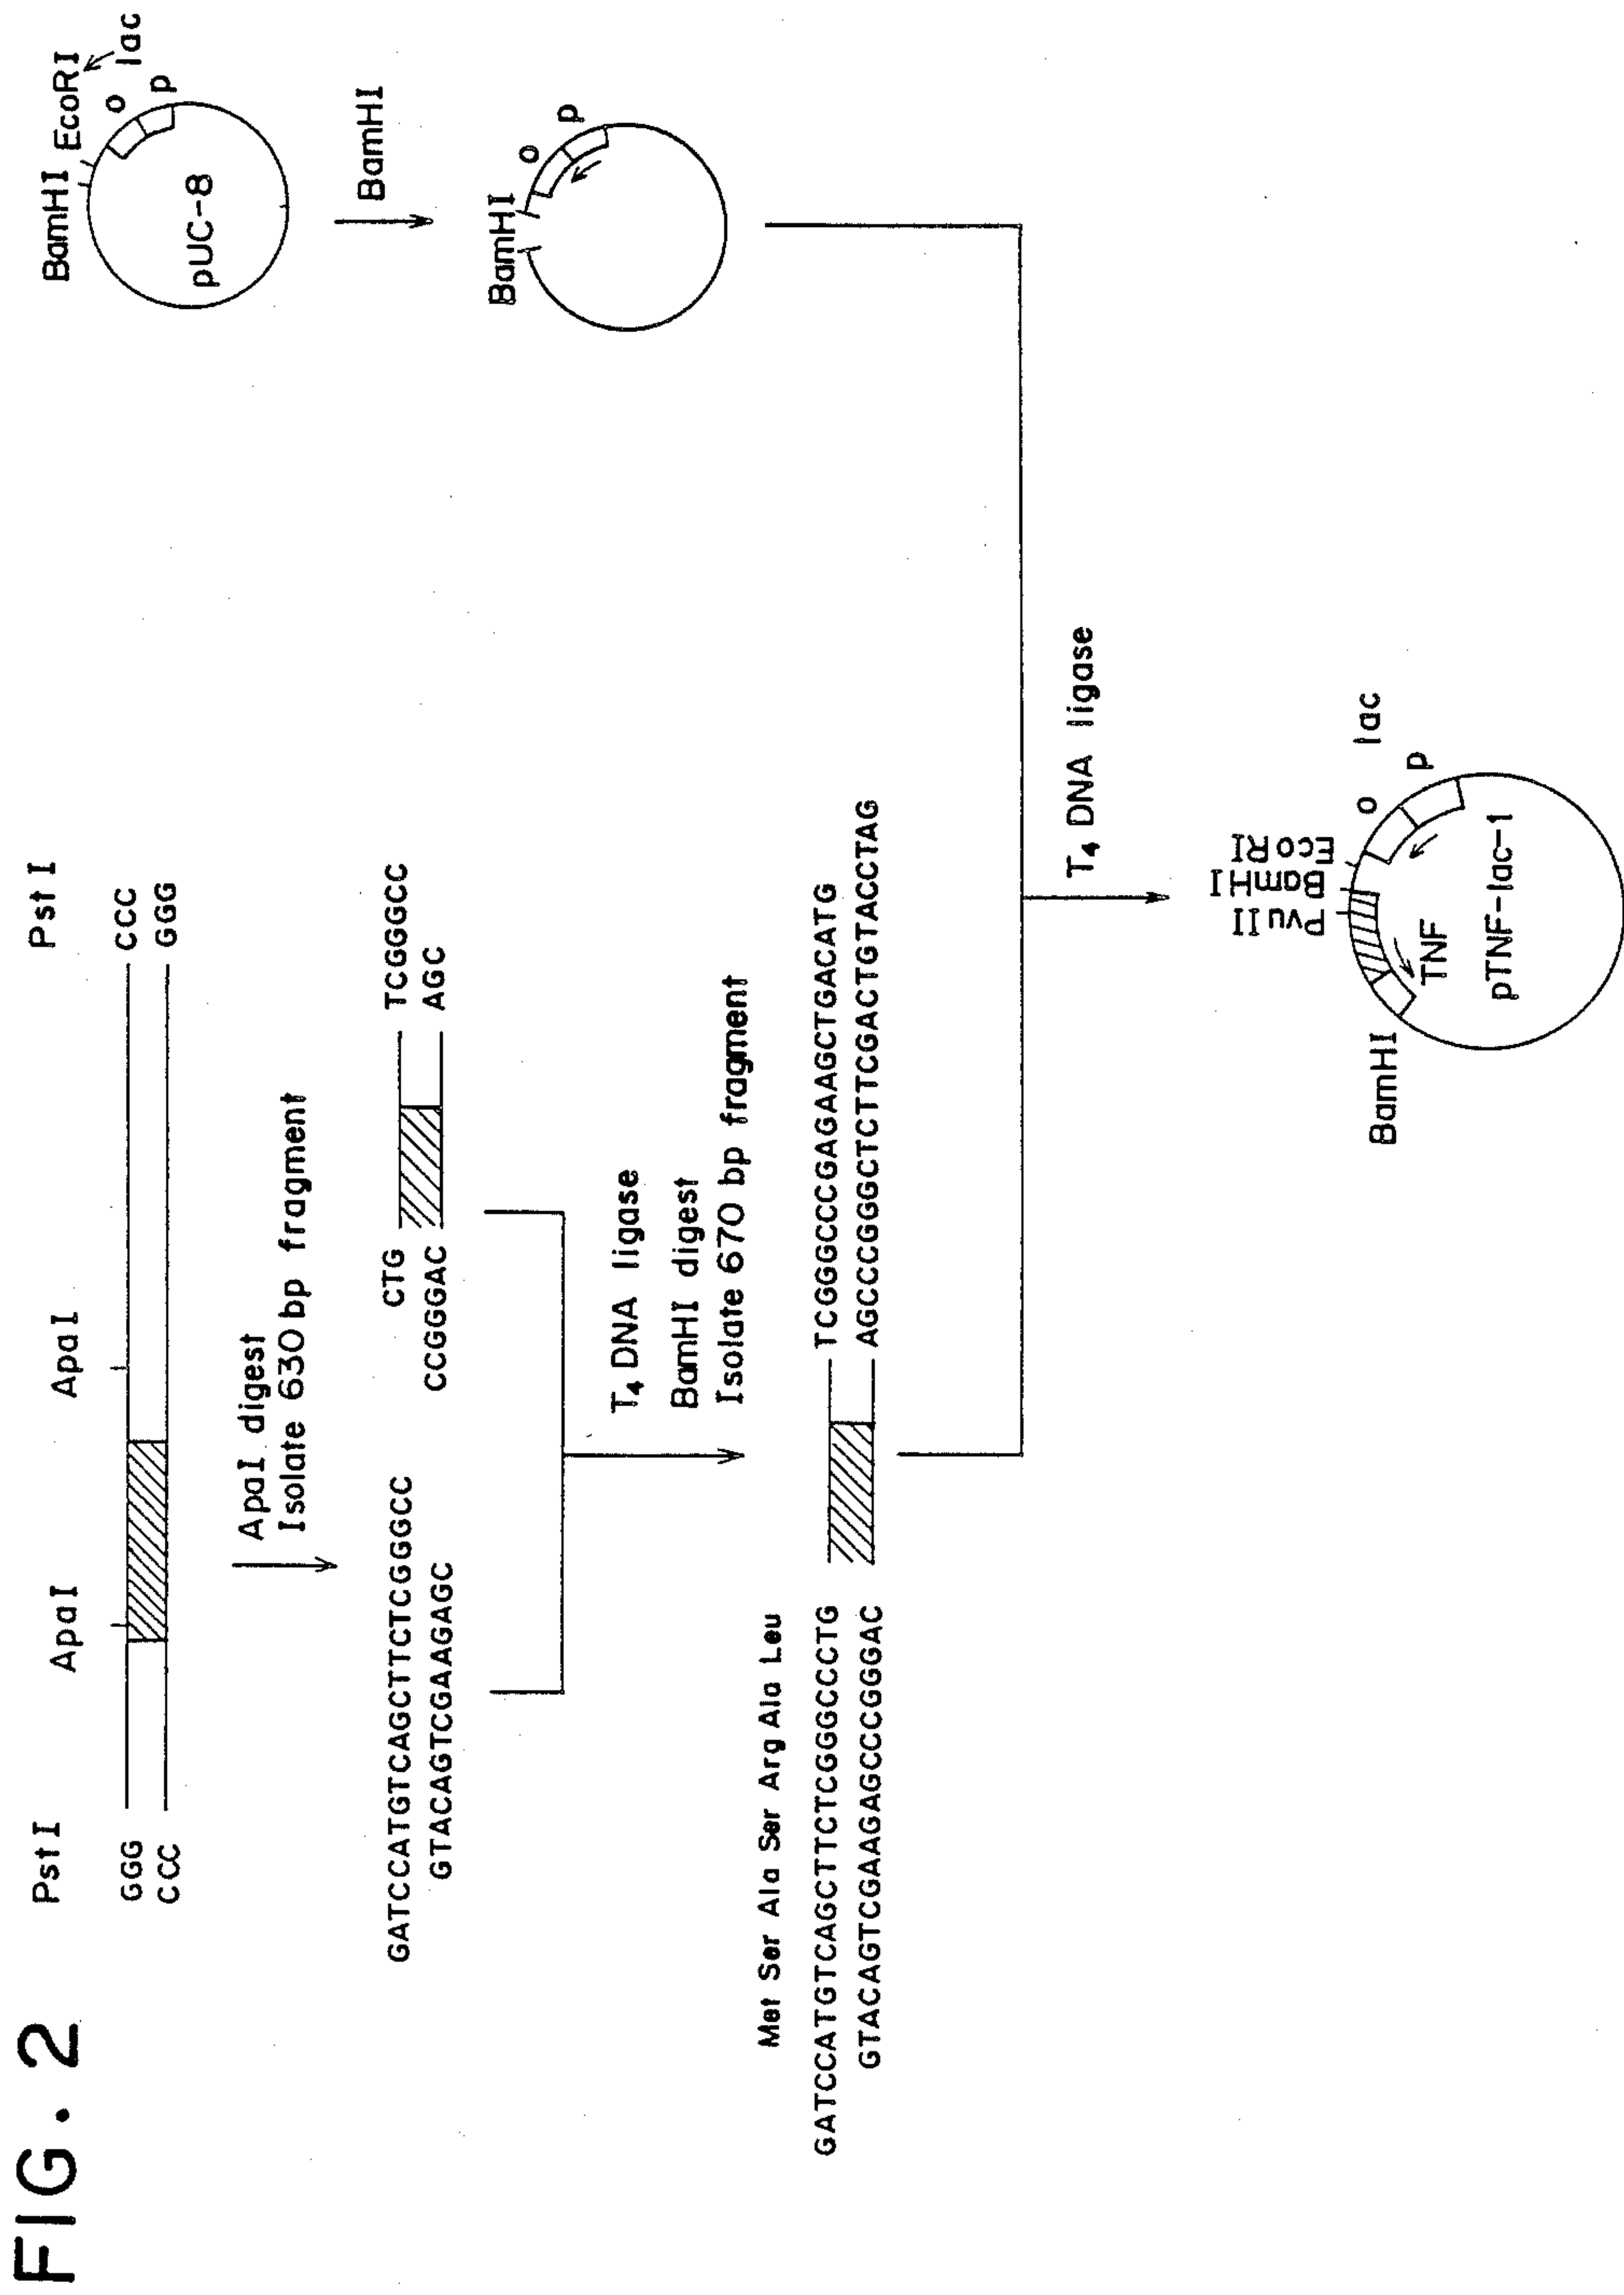 FIG. 2
Pst I
ApaI
ApaI
Pst I
GGG
CCC
CCC
GGG
ApaI digest
Isolate 630 bp fragment
GATCCATGTCAGCTTCTCGGGCC
GTACAGTCGAAGAGC
CTG
CCGGGAC
TCGGGCC
AGC
T4 DNA ligase
BamHI digest
Isolate 670 bp fragment
Met Ser Ala Ser Arg Ala Leu
GATCCATGTCAGCTTCTCGGGCCCTG
GTACAGTCGAAGAGCCCGGGAC
TCGGGCCCGAGAAGCTGACATG
AGCCCGGGCTCTTCGACTGTACCTAG
BamHI
EcoRI
lac
o
p
pUC-8
BamHI
BamHI
o
p
T4 DNA ligase
BamHI
PvuII
BamHI
EcoRI
o
lac
p
TNF
pTNF-lac-1